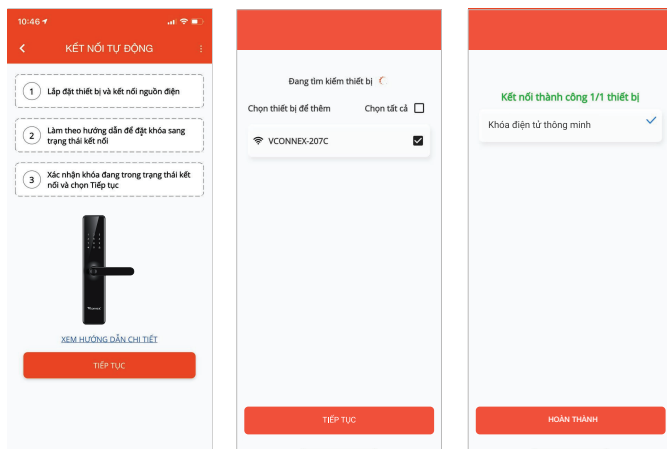 10:46
KẾT NỐI TỰ ĐỘNG
1 Lắp đặt thiết bị và kết nối nguồn điện
2 Làm theo hướng dẫn để đặt khóa sang
trạng thái kết nối
3 Xác nhận khóa đang trong trạng thái kết
nối và chọn Tiếp tục
XEM HƯỚNG DẪN CHI TIẾT
TIẾP TỤC
Đang tìm kiếm thiết bị
Chọn thiết bị để thêm Chọn tất cả
VCONNEX-207C
TIẾP TỤC
Kết nối thành công 1/1 thiết bị
Khóa điện tử thông minh
HOÀN THÀNH